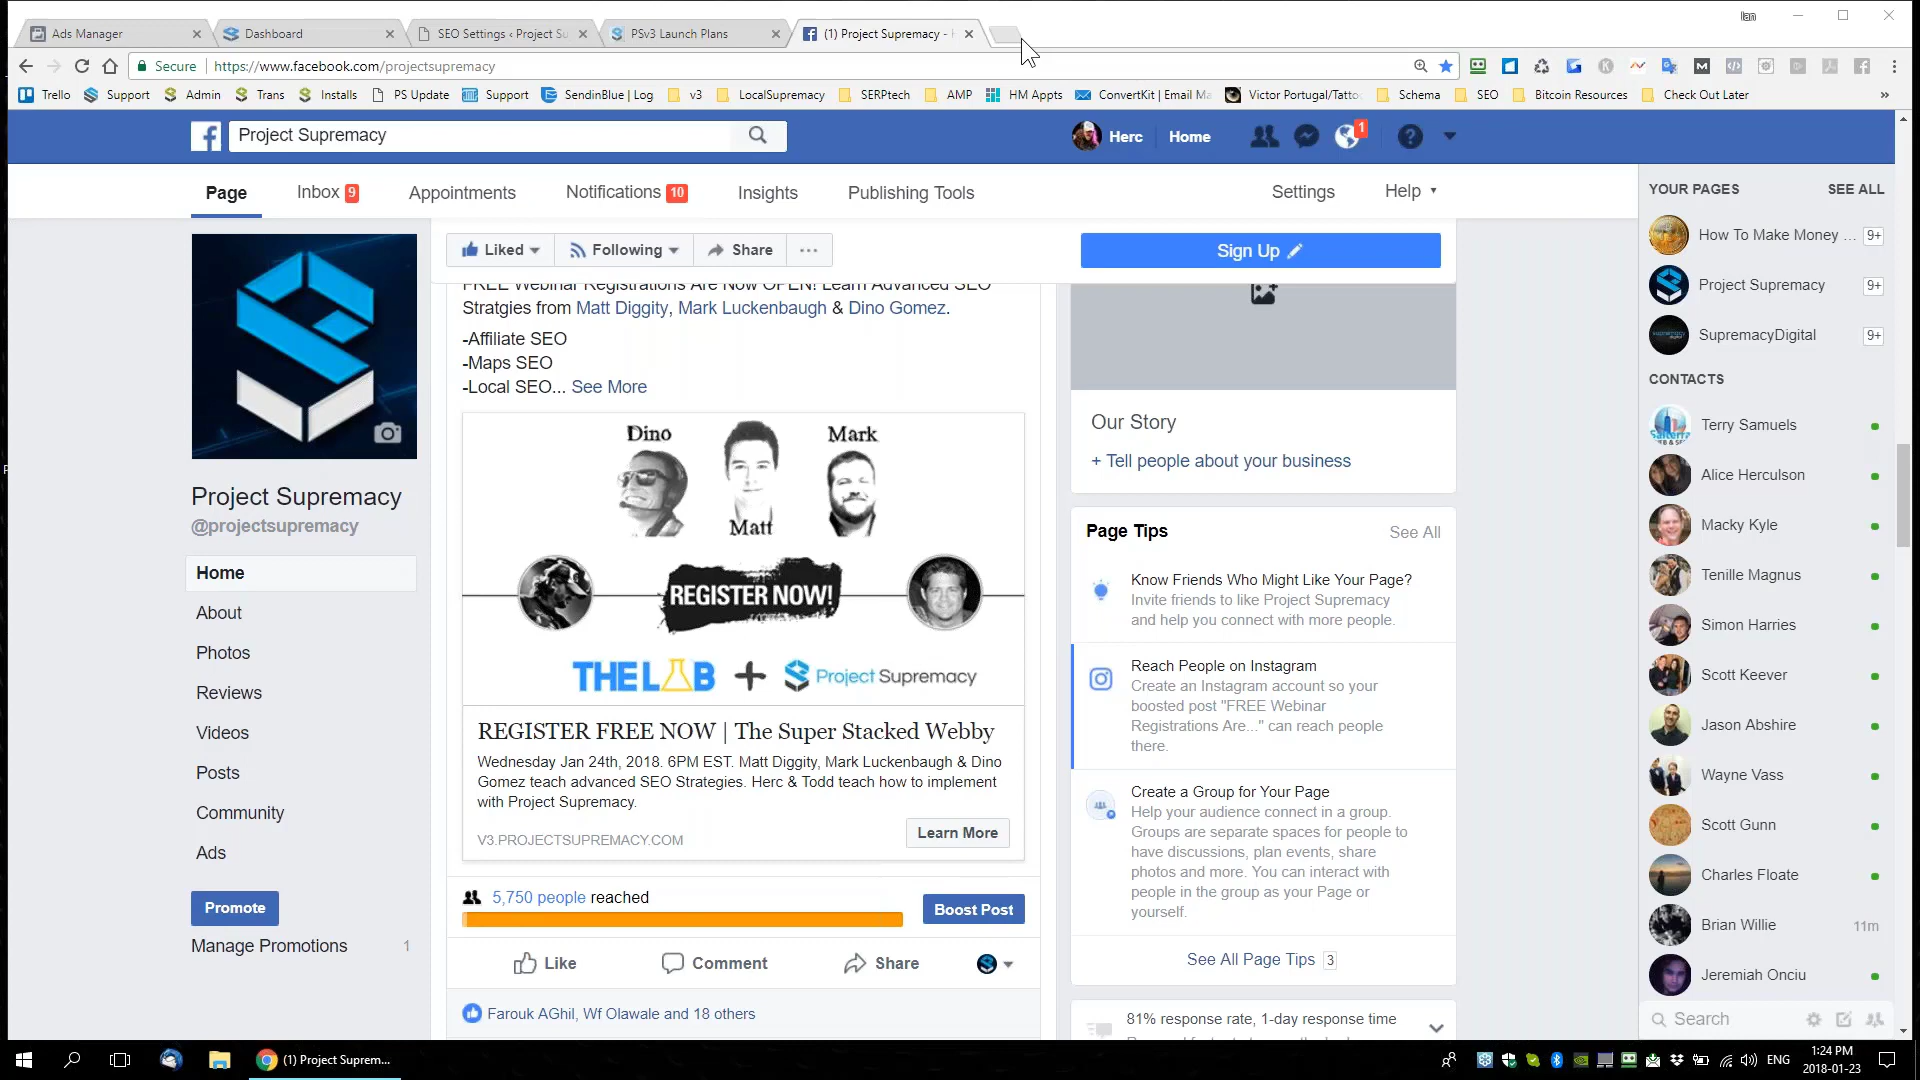 Ian
Ads Manager
Dashboard
SEO Settings ‹ Project Su
PSv3 Launch Plans
(1) Project Supremacy -
Secure
https://www.facebook.com/projectsupremacy
Trello
Support
Admin
Trans
Installs
PS Update
Support
SendinBlue | Log
v3
LocalSupremacy
SERPtech
AMP
HM Appts
ConvertKit | Email Ma
Victor Portugal/Tatto
Schema
SEO
Bitcoin Resources
Check Out Later
»
Project Supremacy
Herc
Home
1
Page
Inbox 9
Appointments
Notifications 10
Insights
Publishing Tools
Settings
Help
Liked
Following
Share
Sign Up
FREE Webinar Registrations Are Now OPEN! Learn Advanced SEO
Stratgies from Matt Diggity, Mark Luckenbaugh & Dino Gomez.
-Affiliate SEO
-Maps SEO
-Local SEO... See More
Dino
Matt
Mark
REGISTER NOW!
THE LAB + Project Supremacy
REGISTER FREE NOW | The Super Stacked Webby
Wednesday Jan 24th, 2018. 6PM EST. Matt Diggity, Mark Luckenbaugh & Dino
Gomez teach advanced SEO Strategies. Herc & Todd teach how to implement
with Project Supremacy.
V3.PROJECTSUPREMACY.COM
Learn More
5,750 people reached
Boost Post
Like
Comment
Share
Farouk AGhil, Wf Olawale and 18 others
Project Supremacy
@projectsupremacy
Home
About
Photos
Reviews
Videos
Posts
Community
Ads
Promote
Manage Promotions 1
Our Story
+ Tell people about your business
Page Tips
See All
Know Friends Who Might Like Your Page?
Invite friends to like Project Supremacy
and help you connect with more people.
Reach People on Instagram
Create an Instagram account so your
boosted post "FREE Webinar
Registrations Are..." can reach people
there.
Create a Group for Your Page
Help your audience connect in a group.
Groups are separate spaces for people to
have discussions, plan events, share
photos and more. You can interact with
people in the group as your Page or
yourself.
See All Page Tips 3
81% response rate, 1-day response time
YOUR PAGES
SEE ALL
How To Make Money ... 9+
Project Supremacy 9+
SupremacyDigital 9+
CONTACTS
Terry Samuels
Alice Herculson
Macky Kyle
Tenille Magnus
Simon Harries
Scott Keever
Jason Abshire
Wayne Vass
Scott Gunn
Charles Floate
Brian Willie 11m
Jeremiah Onciu
Search
(1) Project Suprem...
ENG
1:24 PM
2018-01-23